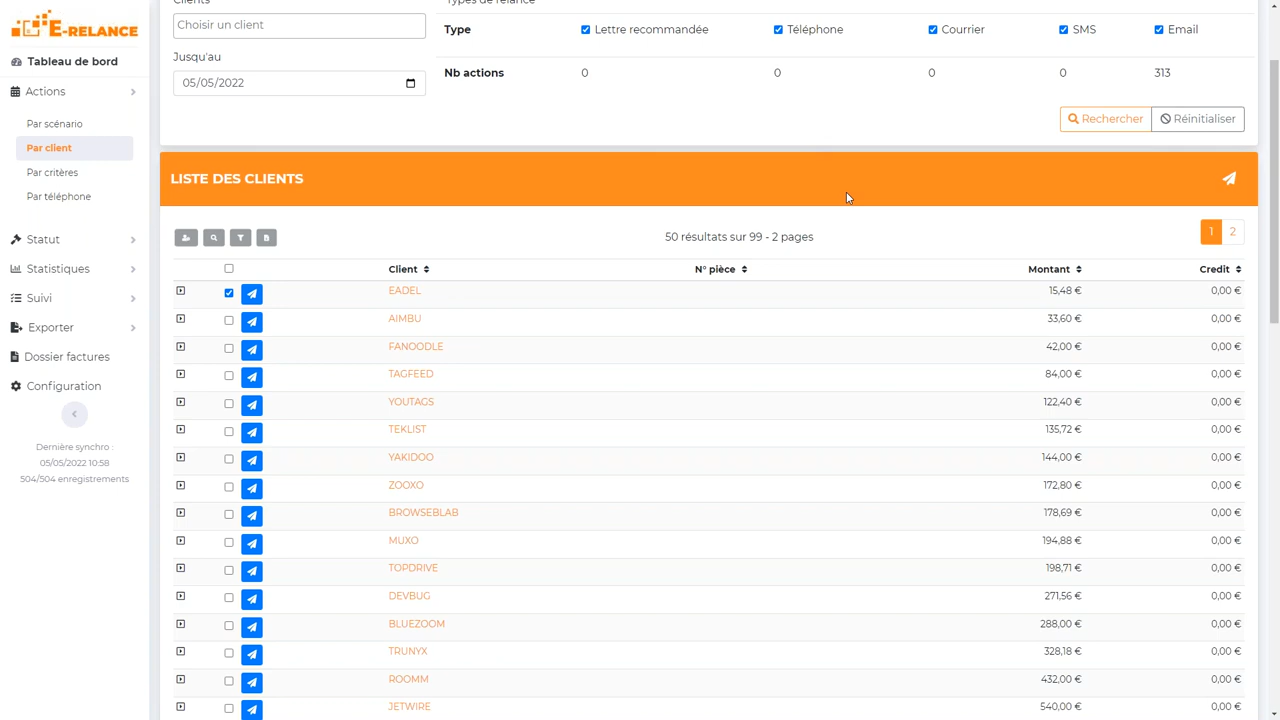 E-RELANCE
Tableau de bord
Actions
Par scénario
Par client
Par critères
Par téléphone
Statut
Statistiques
Suivi
Exporter
Dossier factures
Configuration
Dernière synchro :
05/05/2022 10:58
504/504 enregistrements
Clients
Choisir un client
Jusqu'au
05/05/2022
Types de relance
Type Lettre recommandée Téléphone Courrier SMS Email
Nb actions 0 0 0 0 313
Rechercher Réinitialiser
LISTE DES CLIENTS
50 résultats sur 99 - 2 pages
1 2
Client N° pièce Montant Credit
EADEL 15,48 € 0,00 €
AIMBU 33,60 € 0,00 €
FANOODLE 42,00 € 0,00 €
TAGFEED 84,00 € 0,00 €
YOUTAGS 122,40 € 0,00 €
TEKLIST 135,72 € 0,00 €
YAKIDOO 144,00 € 0,00 €
ZOOXO 172,80 € 0,00 €
BROWSEBLAB 178,69 € 0,00 €
MUXO 194,88 € 0,00 €
TOPDRIVE 198,71 € 0,00 €
DEVBUG 271,56 € 0,00 €
BLUEZOOM 288,00 € 0,00 €
TRUNYX 328,18 € 0,00 €
ROOMM 432,00 € 0,00 €
JETWIRE 540,00 € 0,00 €